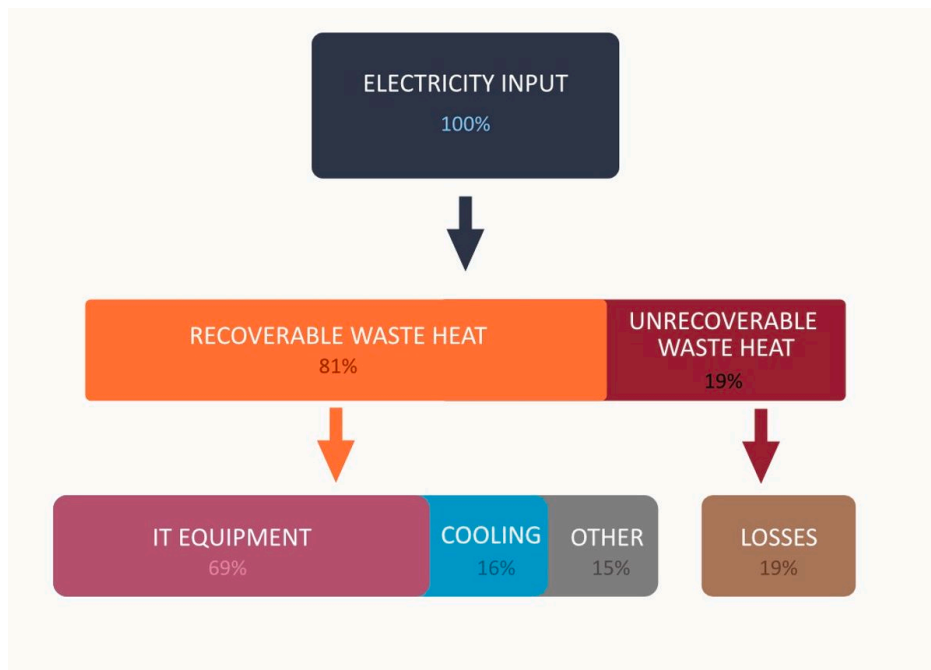 ELECTRICITY INPUT
100%
RECOVERABLE WASTE HEAT
81%
UNRECOVERABLE
WASTE HEAT
19%
IT EQUIPMENT
69%
COOLING
16%
OTHER
15%
LOSSES
19%